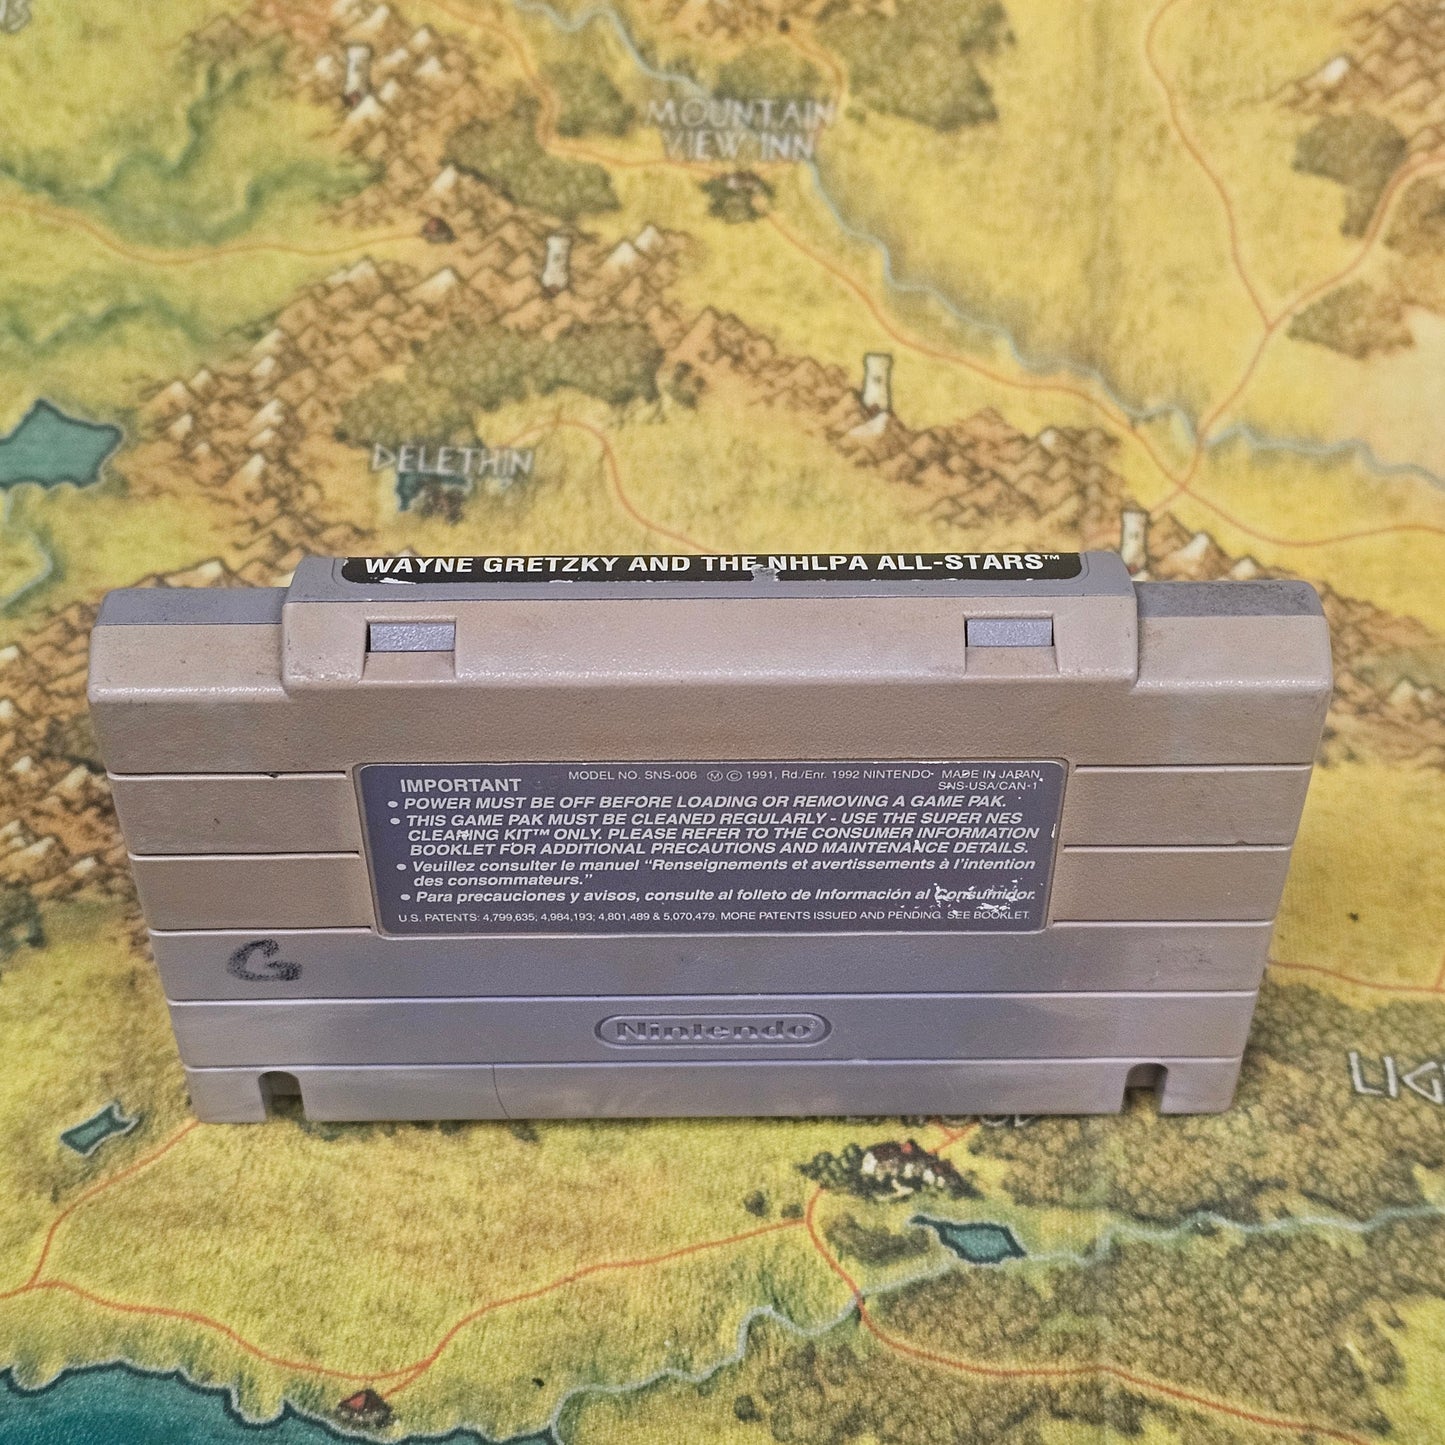 MOUNTAIN
VIEW INN
DELETHIN
WAYNE GRETZKY AND THE NHLPA ALL-STARS™
IMPORTANT
MODEL NO. SNS-006 Ⓜ © 1991, Rd./Enr. 1992 NINTENDO MADE IN JAPAN
SNS-USA/CAN-1
• POWER MUST BE OFF BEFORE LOADING OR REMOVING A GAME PAK.
• THIS GAME PAK MUST BE CLEANED REGULARLY - USE THE SUPER NES
CLEANING KIT™ ONLY. PLEASE REFER TO THE CONSUMER INFORMATION
BOOKLET FOR ADDITIONAL PRECAUTIONS AND MAINTENANCE DETAILS.
• Veuillez consulter le manuel “Renseignements et avertissements à l'intention
des consommateurs.”
• Para precauciones y avisos, consulte al folleto de Información al Consumidor.
U.S. PATENTS: 4,799,635; 4,984,193; 4,801,489 & 5,070,479. MORE PATENTS ISSUED AND PENDING. SEE BOOKLET.
G
Nintendo®
LIG